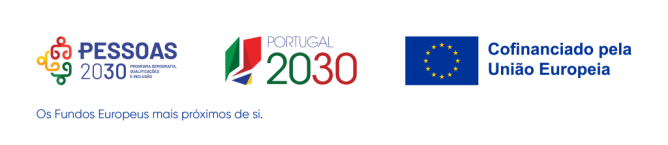 PESSOAS
2030
PROGRAMA DEMOGRAFIA,
QUALIFICAÇÕES
E INCLUSÃO
PORTUGAL
2030
Cofinanciado pela
União Europeia
Os Fundos Europeus mais próximos de si.